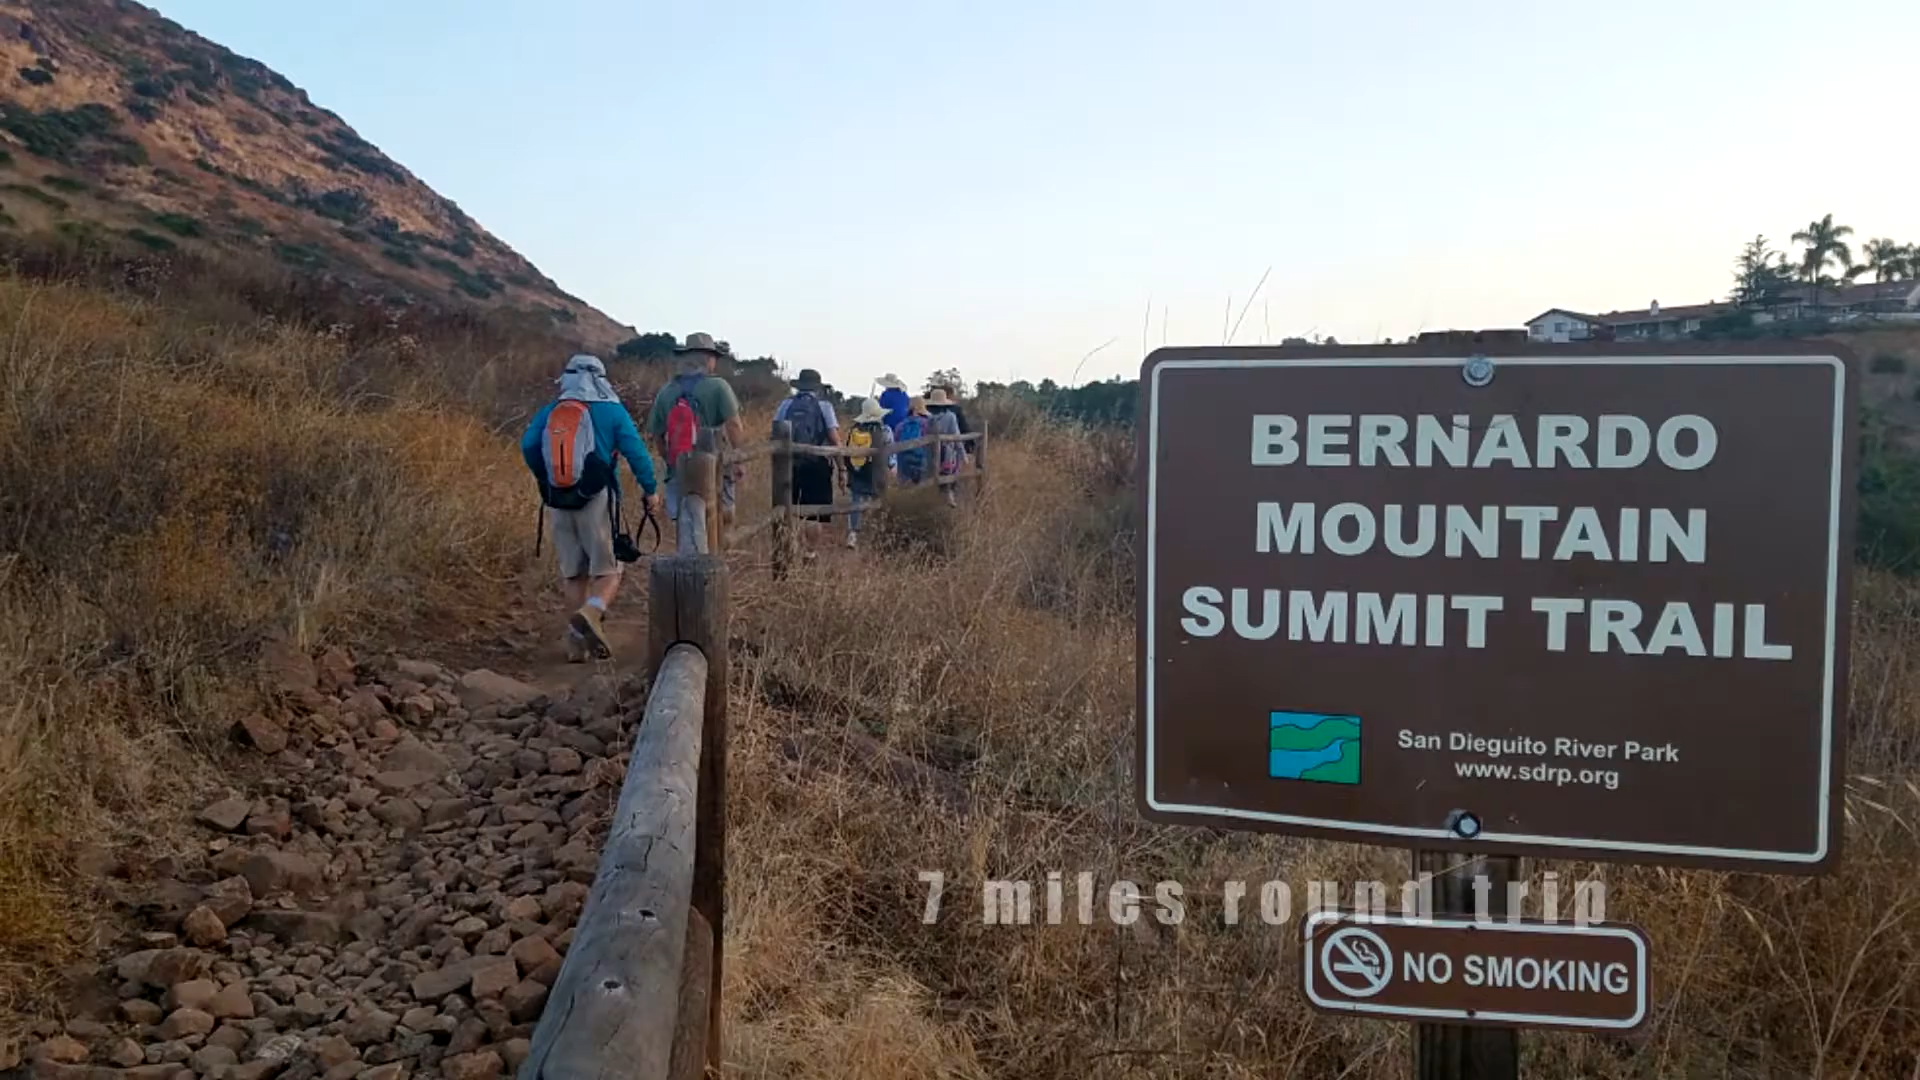 BERNARDO
MOUNTAIN
SUMMIT TRAIL
San Dieguito River Park
www.sdrp.org
7 miles round trip
NO SMOKING